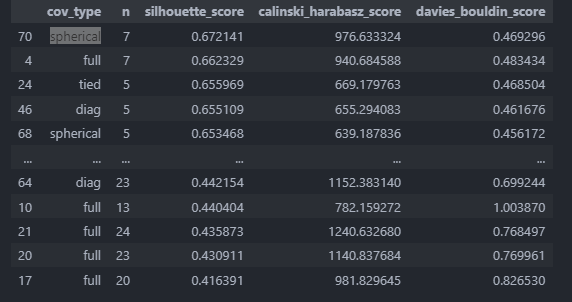 cov_type n silhouette_score calinski_harabasz_score davies_bouldin_score
70 spherical 7 0.672141 976.633324 0.469296
4 full 7 0.662329 940.684588 0.483434
24 tied 5 0.655969 669.179763 0.468504
46 diag 5 0.655109 655.294083 0.461676
68 spherical 5 0.653468 639.187836 0.456172
... ... ... ... ... ...
64 diag 23 0.442154 1152.383140 0.699244
10 full 13 0.440404 782.159272 1.003870
21 full 24 0.435873 1240.632680 0.768497
20 full 23 0.430911 1140.837684 0.769961
17 full 20 0.416391 981.829645 0.826530